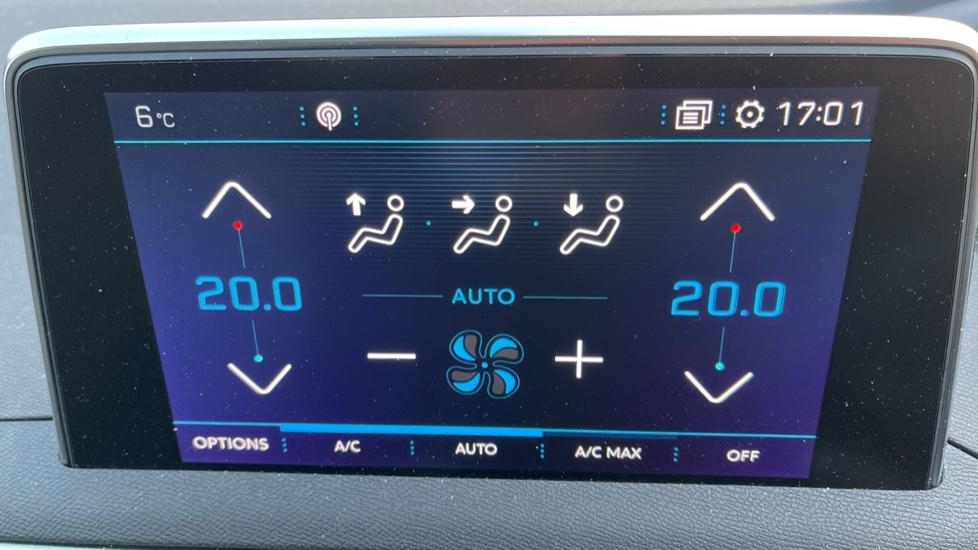 6°C 17:01
20.0 20.0
AUTO
OPTIONS A/C AUTO A/C MAX OFF